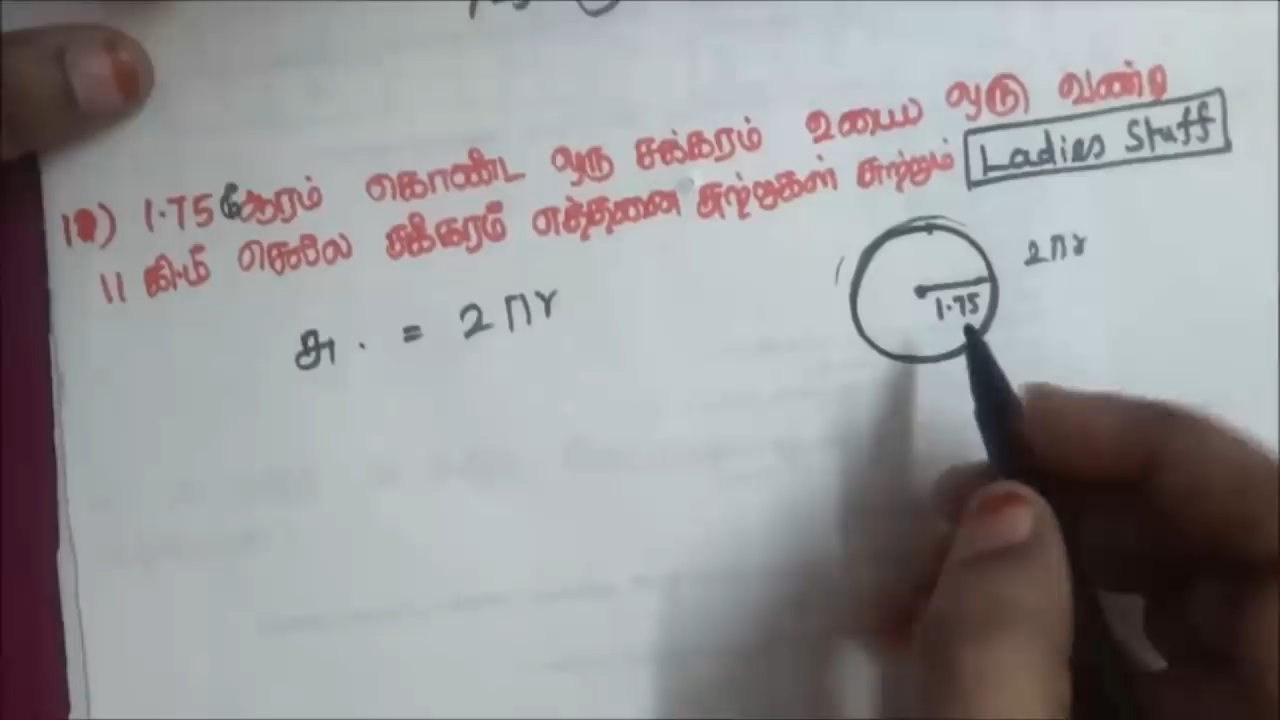 1.75 ஆரம் கொண்ட ஒரு சக்கரம் உடைய ஒரு வண்டி
11 கி.மீ செல்ல சக்கரம் எத்தனை சுழற்சுகள் சுற்றும்
Ladies Stuff
சு. = 2πr
2πr
1.75